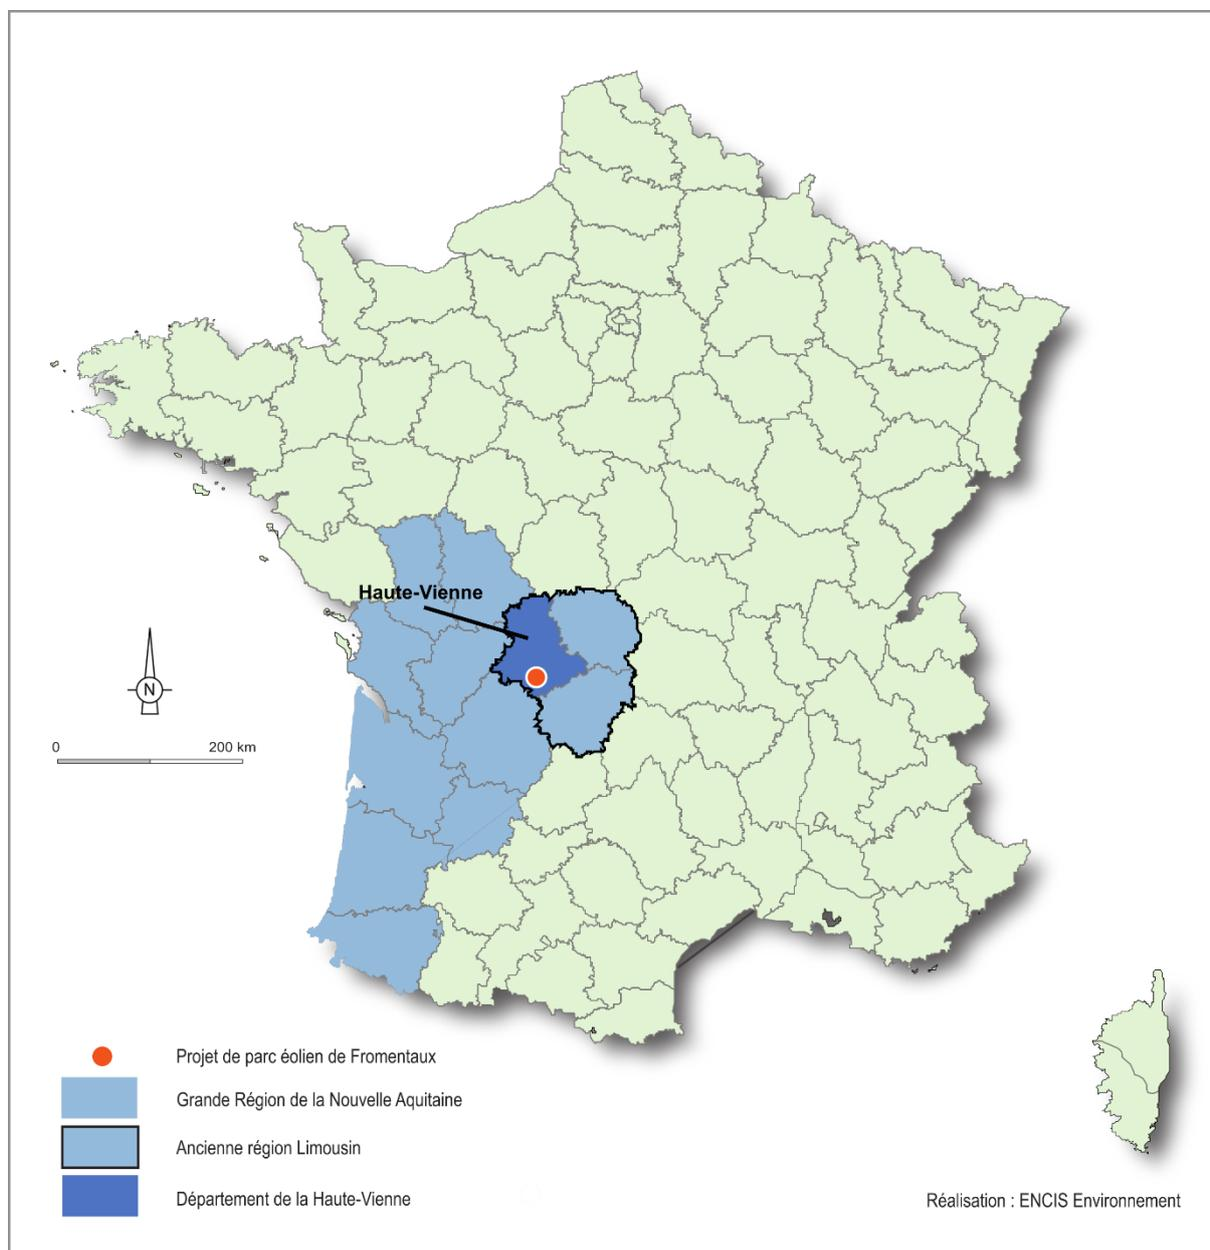 Haute-Vienne
N
0 200 km
Projet de parc éolien de Fromentaux
Grande Région de la Nouvelle Aquitaine
Ancienne région Limousin
Département de la Haute-Vienne
Réalisation : ENCIS Environnement